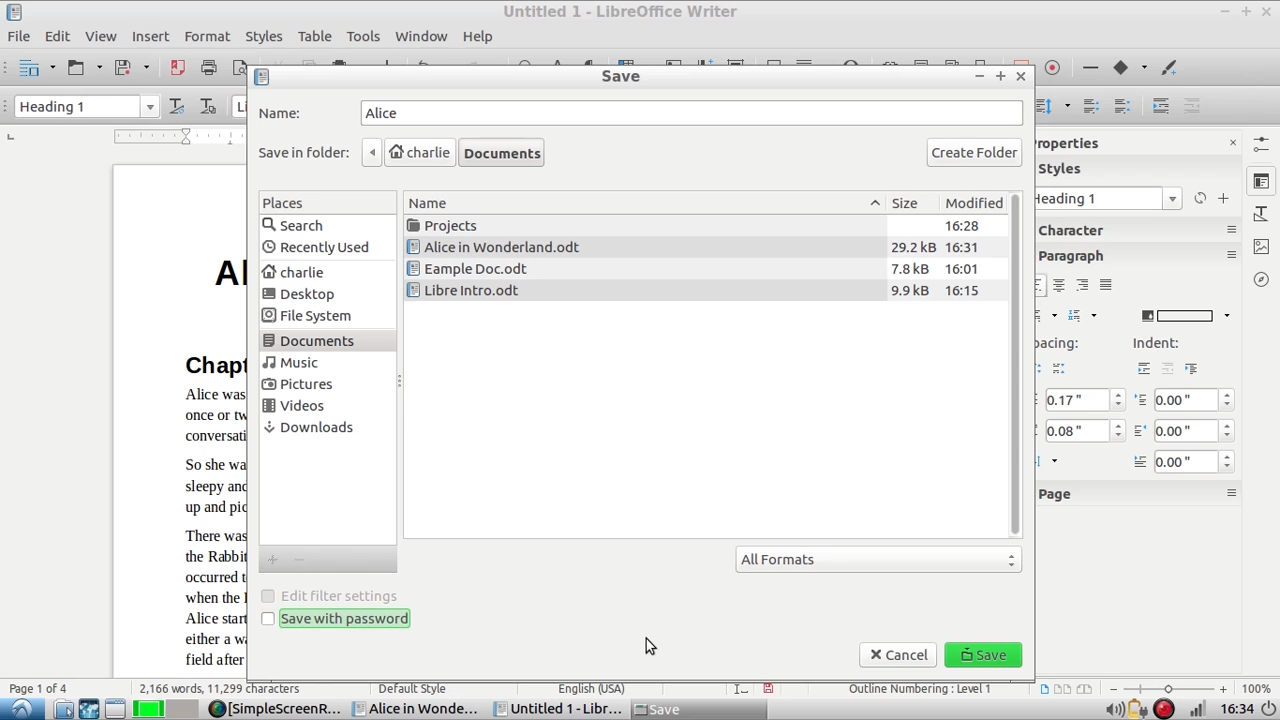 Untitled 1 - LibreOffice Writer
File Edit View Insert Format Styles Table Tools Window Help
Save
Heading 1
Name: Alice
Save in folder: charlie Documents Create Folder
Places
Search
Recently Used
charlie
Desktop
File System
Documents
Music
Pictures
Videos
Downloads
Name Size Modified
Projects 16:28
Alice in Wonderland.odt 29.2 kB 16:31
Eample Doc.odt 7.8 kB 16:01
Libre Intro.odt 9.9 kB 16:15
All Formats
Edit filter settings
Save with password
Cancel Save
roperties
Styles
Heading 1
Character
Paragraph
pacing: Indent:
0.17 " 0.00 "
0.08 " 0.00 "
0.00 "
Page
Al
Chapt
Alice was
once or tw
conversati
So she wa
sleepy and
up and pic
There was
the Rabbit
occurred t
when the
Alice start
either a wa
field after
Page 1 of 4 2,166 words, 11,299 characters Default Style English (USA) Outline Numbering : Level 1 100%
[SimpleScreenR... Alice in Wonde... Untitled 1 - Libr... Save 16:34